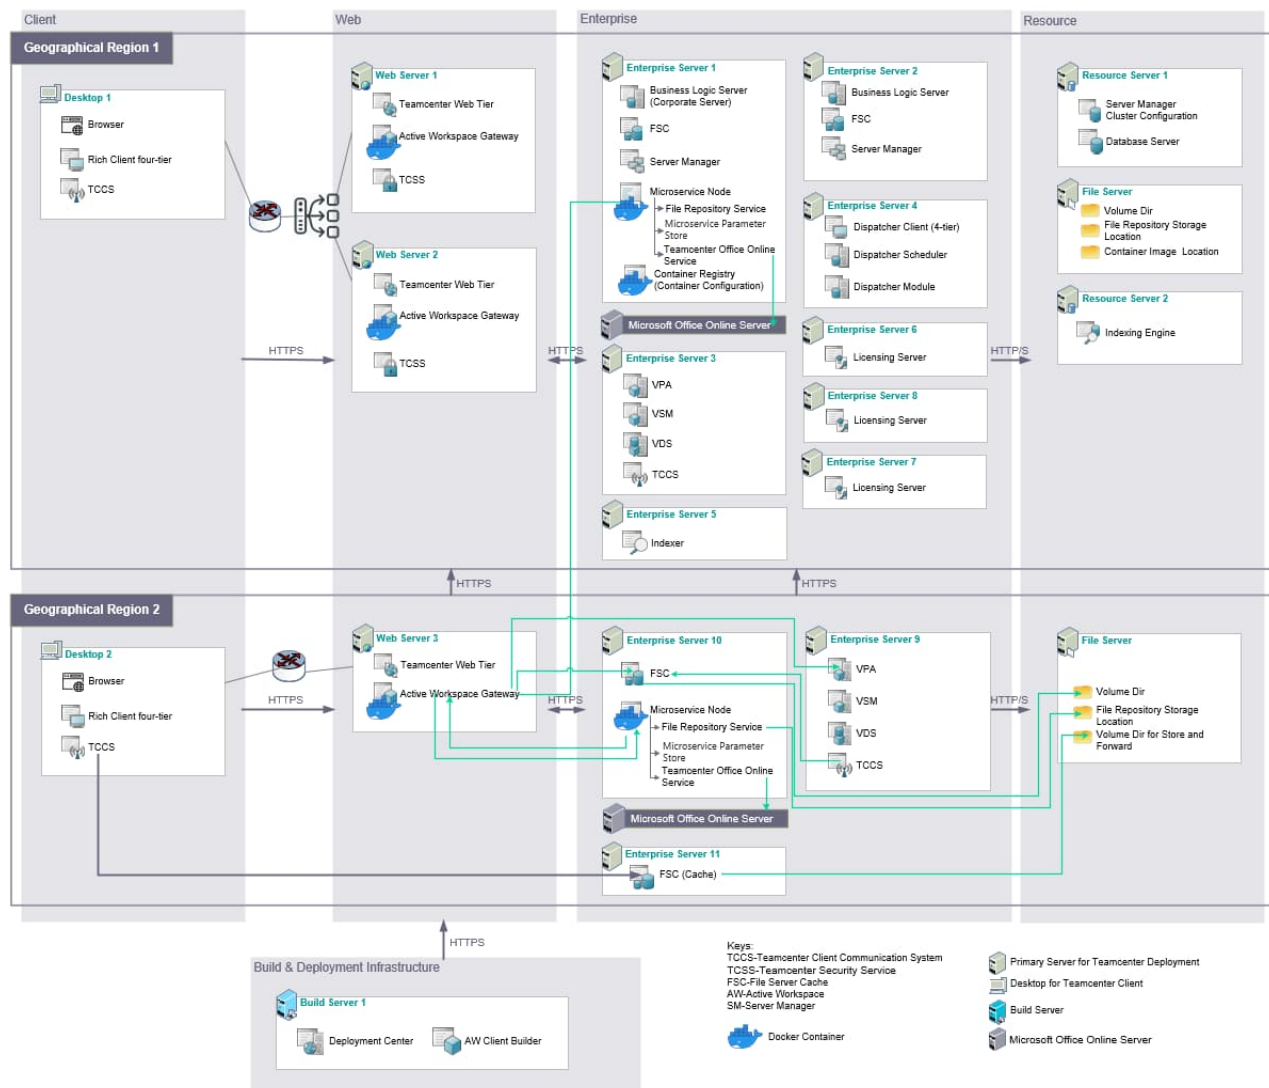 Client
Web
Enterprise
Resource
Geographical Region 1
Desktop 1
Browser
Rich Client four-tier
TCCS
Web Server 1
Teamcenter Web Tier
Active Workspace Gateway
TCSS
Web Server 2
Teamcenter Web Tier
Active Workspace Gateway
TCSS
HTTPS
HTTPS
Enterprise Server 1
Business Logic Server
(Corporate Server)
FSC
Server Manager
Microservice Node
File Repository Service
Microservice Parameter
Store
Teamcenter Office Online
Service
Container Registry
(Container Configuration)
Microsoft Office Online Server
Enterprise Server 3
VPA
VSM
VDS
TCCS
Enterprise Server 5
Indexer
Enterprise Server 2
Business Logic Server
FSC
Server Manager
Enterprise Server 4
Dispatcher Client (4-tier)
Dispatcher Scheduler
Dispatcher Module
Enterprise Server 6
Licensing Server
Enterprise Server 8
Licensing Server
Enterprise Server 7
Licensing Server
HTTP/S
Resource Server 1
Server Manager
Cluster Configuration
Database Server
File Server
Volume Dir
File Repository Storage
Location
Container Image Location
Resource Server 2
Indexing Engine
HTTPS
HTTPS
Geographical Region 2
Desktop 2
Browser
Rich Client four-tier
TCCS
HTTPS
Web Server 3
Teamcenter Web Tier
Active Workspace Gateway
HTTPS
Enterprise Server 10
FSC
Microservice Node
File Repository Service
Microservice Parameter
Store
Teamcenter Office Online
Service
Microsoft Office Online Server
Enterprise Server 11
FSC (Cache)
Enterprise Server 9
VPA
VSM
VDS
TCCS
HTTP/S
File Server
Volume Dir
File Repository Storage
Location
Volume Dir for Store and
Forward
HTTPS
Build & Deployment Infrastructure
Build Server 1
Deployment Center
AW Client Builder
Keys:
TCCS-Teamcenter Client Communication System
TCSS-Teamcenter Security Service
FSC-File Server Cache
AW-Active Workspace
SM-Server Manager
Docker Container
Primary Server for Teamcenter Deployment
Desktop for Teamcenter Client
Build Server
Microsoft Office Online Server